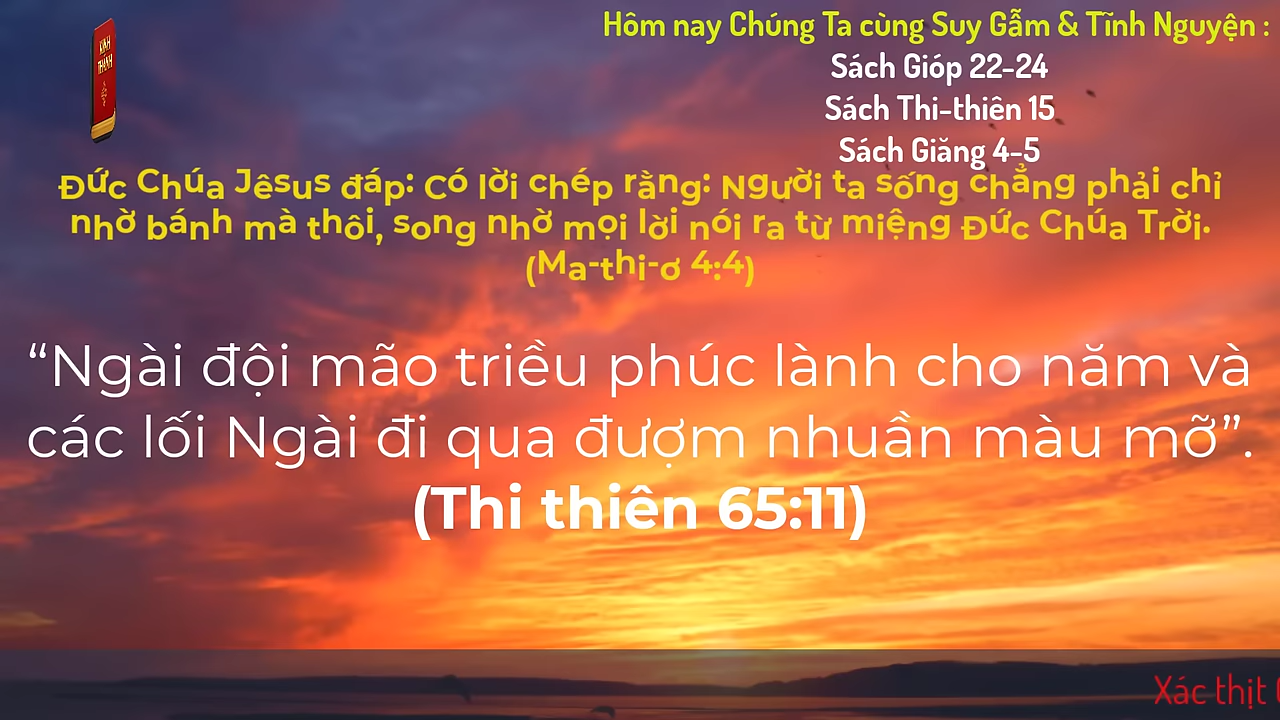 KINH
THÁNH
Hôm nay Chúng Ta cùng Suy Gẫm & Tĩnh Nguyện :
Sách Gióp 22-24
Sách Thi-thiên 15
Sách Giăng 4-5
Đức Chúa Jêsus đáp: Có lời chép rằng: Người ta sống chẳng phải chỉ
nhờ bánh mà thôi, song nhờ mọi lời nói ra từ miệng Đức Chúa Trời.
(Ma-thi-ơ 4:4)
“Ngài đội mão triều phúc lành cho năm và
các lối Ngài đi qua đượm nhuần màu mỡ”.
(Thi thiên 65:11)
Xác thịt